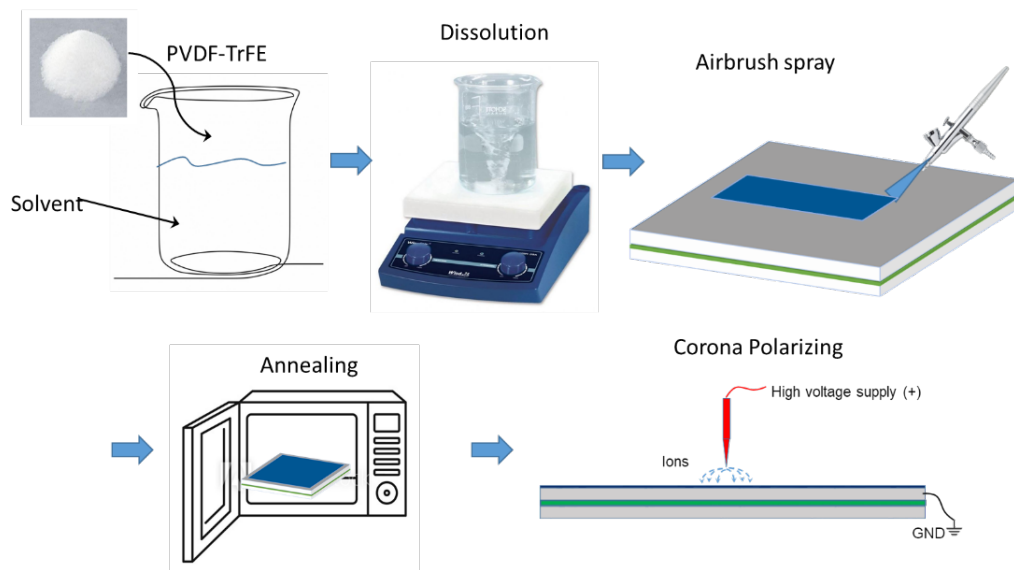 PVDF-TrFE
Solvent
Dissolution
Airbrush spray
Annealing
Corona Polarizing
High voltage supply (+)
Ions
GND